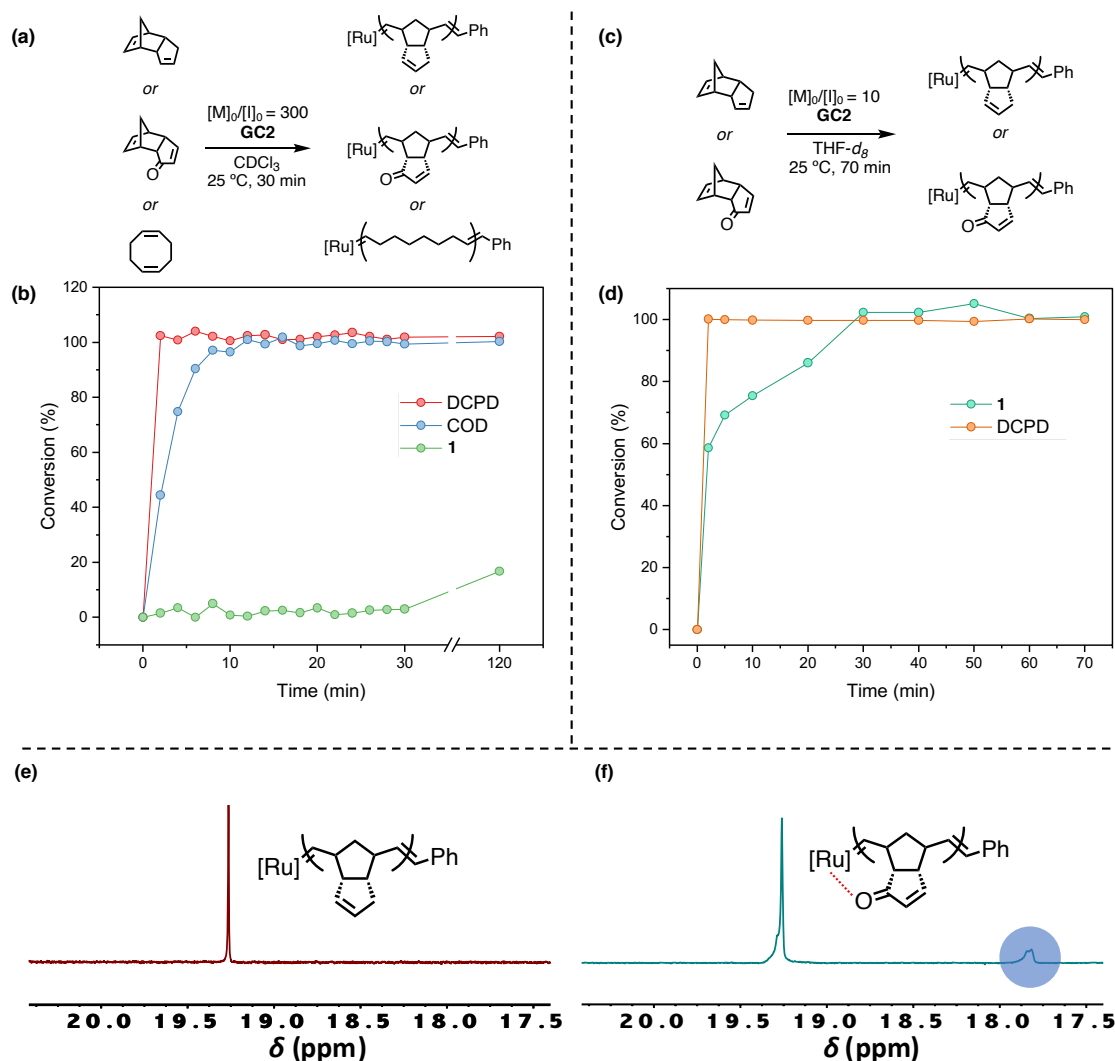 (a)
or
or
[M]₀/[I]₀ = 300
GC2
CDCl₃
25 ºC, 30 min
O
[Ru]
Ph
or
[Ru]
Ph
O
or
[Ru]
Ph
(b)
120
100
80
60
40
20
0
Conversion (%)
DCPD
COD
1
0
10
20
30
120
Time (min)
(c)
or
O
[M]₀/[I]₀ = 10
GC2
THF-d₈
25 ºC, 70 min
[Ru]
Ph
or
[Ru]
Ph
O
(d)
100
80
60
40
20
0
Conversion (%)
1
DCPD
0
10
20
30
40
50
60
70
Time (min)
(e)
[Ru]
Ph
20.0 19.5 19.0 18.5 18.0 17.5
δ (ppm)
(f)
[Ru]
Ph
O
20.0 19.5 19.0 18.5 18.0 17.5
δ (ppm)